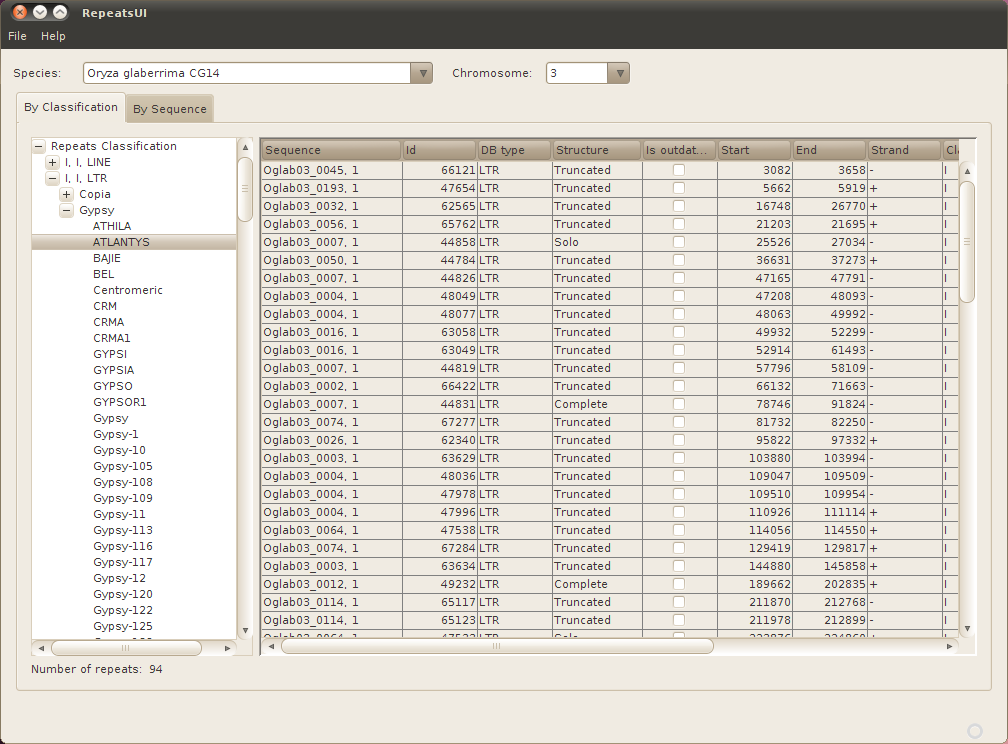 RepeatsUI
File Help
Species: Oryza glaberrima CG14 Chromosome: 3
By Classification By Sequence
Repeats Classification
I, I, LINE
I, I, LTR
Copia
Gypsy
ATHILA
ATLANTYS
BAJIE
BEL
Centromeric
CRM
CRMA
CRMA1
GYPSI
GYPSIA
GYPSO
GYPSOR1
Gypsy
Gypsy-1
Gypsy-10
Gypsy-105
Gypsy-108
Gypsy-109
Gypsy-11
Gypsy-113
Gypsy-116
Gypsy-117
Gypsy-12
Gypsy-120
Gypsy-122
Gypsy-125
Sequence Id DB type Structure Is outdat... Start End Strand Cla
Oglab03_0045, 1 66121 LTR Truncated 3082 3658 - I
Oglab03_0193, 1 47654 LTR Truncated 5662 5919 + I
Oglab03_0032, 1 62565 LTR Truncated 16748 26770 + I
Oglab03_0056, 1 65762 LTR Truncated 21203 21695 + I
Oglab03_0007, 1 44858 LTR Solo 25526 27034 - I
Oglab03_0050, 1 44784 LTR Truncated 36631 37273 + I
Oglab03_0007, 1 44826 LTR Truncated 47165 47791 - I
Oglab03_0004, 1 48049 LTR Truncated 47208 48093 - I
Oglab03_0004, 1 48077 LTR Truncated 48063 49992 - I
Oglab03_0016, 1 63058 LTR Truncated 49932 52299 - I
Oglab03_0016, 1 63049 LTR Truncated 52914 61493 - I
Oglab03_0007, 1 44819 LTR Truncated 57796 58109 - I
Oglab03_0002, 1 66422 LTR Truncated 66132 71663 - I
Oglab03_0007, 1 44831 LTR Complete 78746 91824 - I
Oglab03_0074, 1 67277 LTR Truncated 81732 82250 - I
Oglab03_0026, 1 62340 LTR Truncated 95822 97332 + I
Oglab03_0003, 1 63629 LTR Truncated 103880 103994 - I
Oglab03_0004, 1 48036 LTR Truncated 109047 109509 - I
Oglab03_0004, 1 47978 LTR Truncated 109510 109954 - I
Oglab03_0004, 1 47996 LTR Truncated 110926 111114 + I
Oglab03_0064, 1 47538 LTR Truncated 114056 114550 + I
Oglab03_0074, 1 67284 LTR Truncated 129419 129817 + I
Oglab03_0003, 1 63634 LTR Truncated 144880 145858 + I
Oglab03_0012, 1 49232 LTR Complete 189662 202835 + I
Oglab03_0114, 1 65117 LTR Truncated 211870 212768 - I
Oglab03_0114, 1 65123 LTR Truncated 211978 212899 - I
Number of repeats: 94